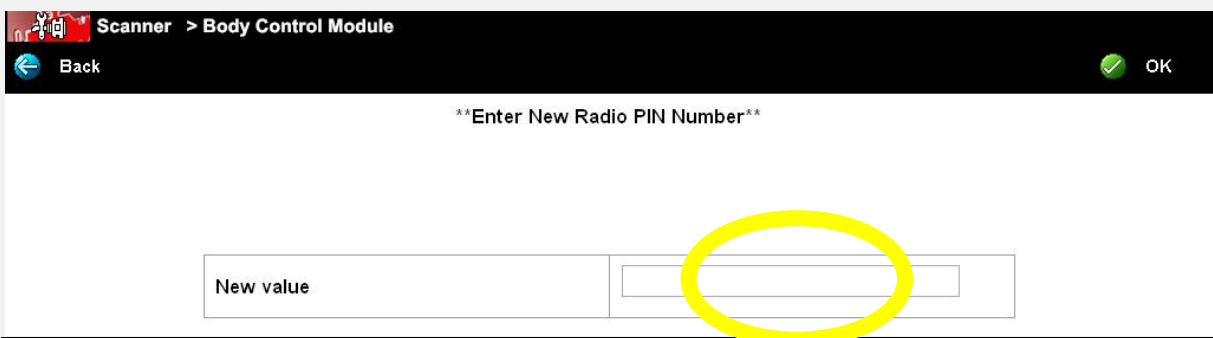 Scanner > Body Control Module
Back
OK
**Enter New Radio PIN Number**
New value